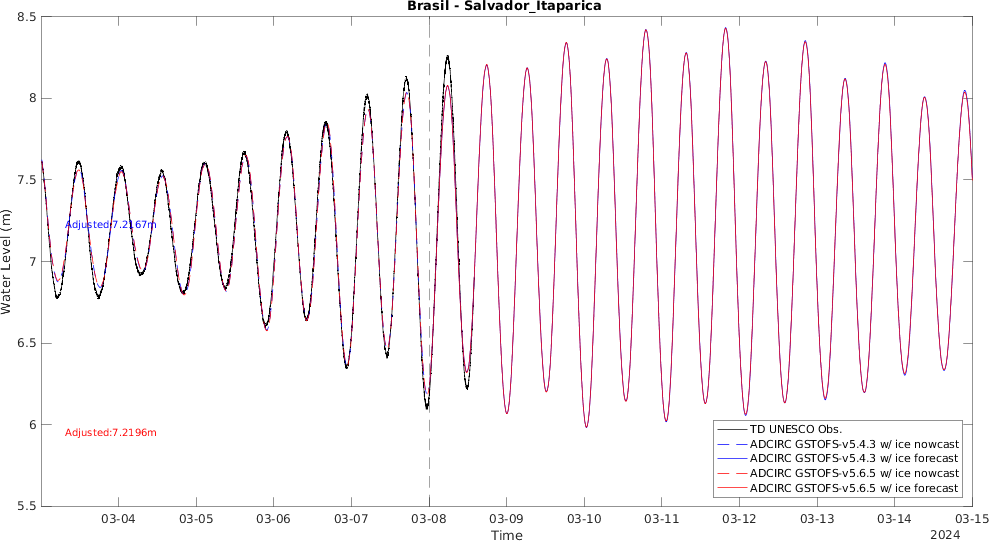 Brasil - Salvador_Itaparica
8.5
8
7.5
7
6.5
6
5.5
Water Level (m)
Adjusted:7.2167m
Adjusted:7.2196m
TD UNESCO Obs.
ADCIRC GSTOFS-v5.4.3 w/ ice nowcast
ADCIRC GSTOFS-v5.4.3 w/ ice forecast
ADCIRC GSTOFS-v5.6.5 w/ ice nowcast
ADCIRC GSTOFS-v5.6.5 w/ ice forecast
03-04 03-05 03-06 03-07 03-08 03-09 03-10 03-11 03-12 03-13 03-14 03-15
Time
2024